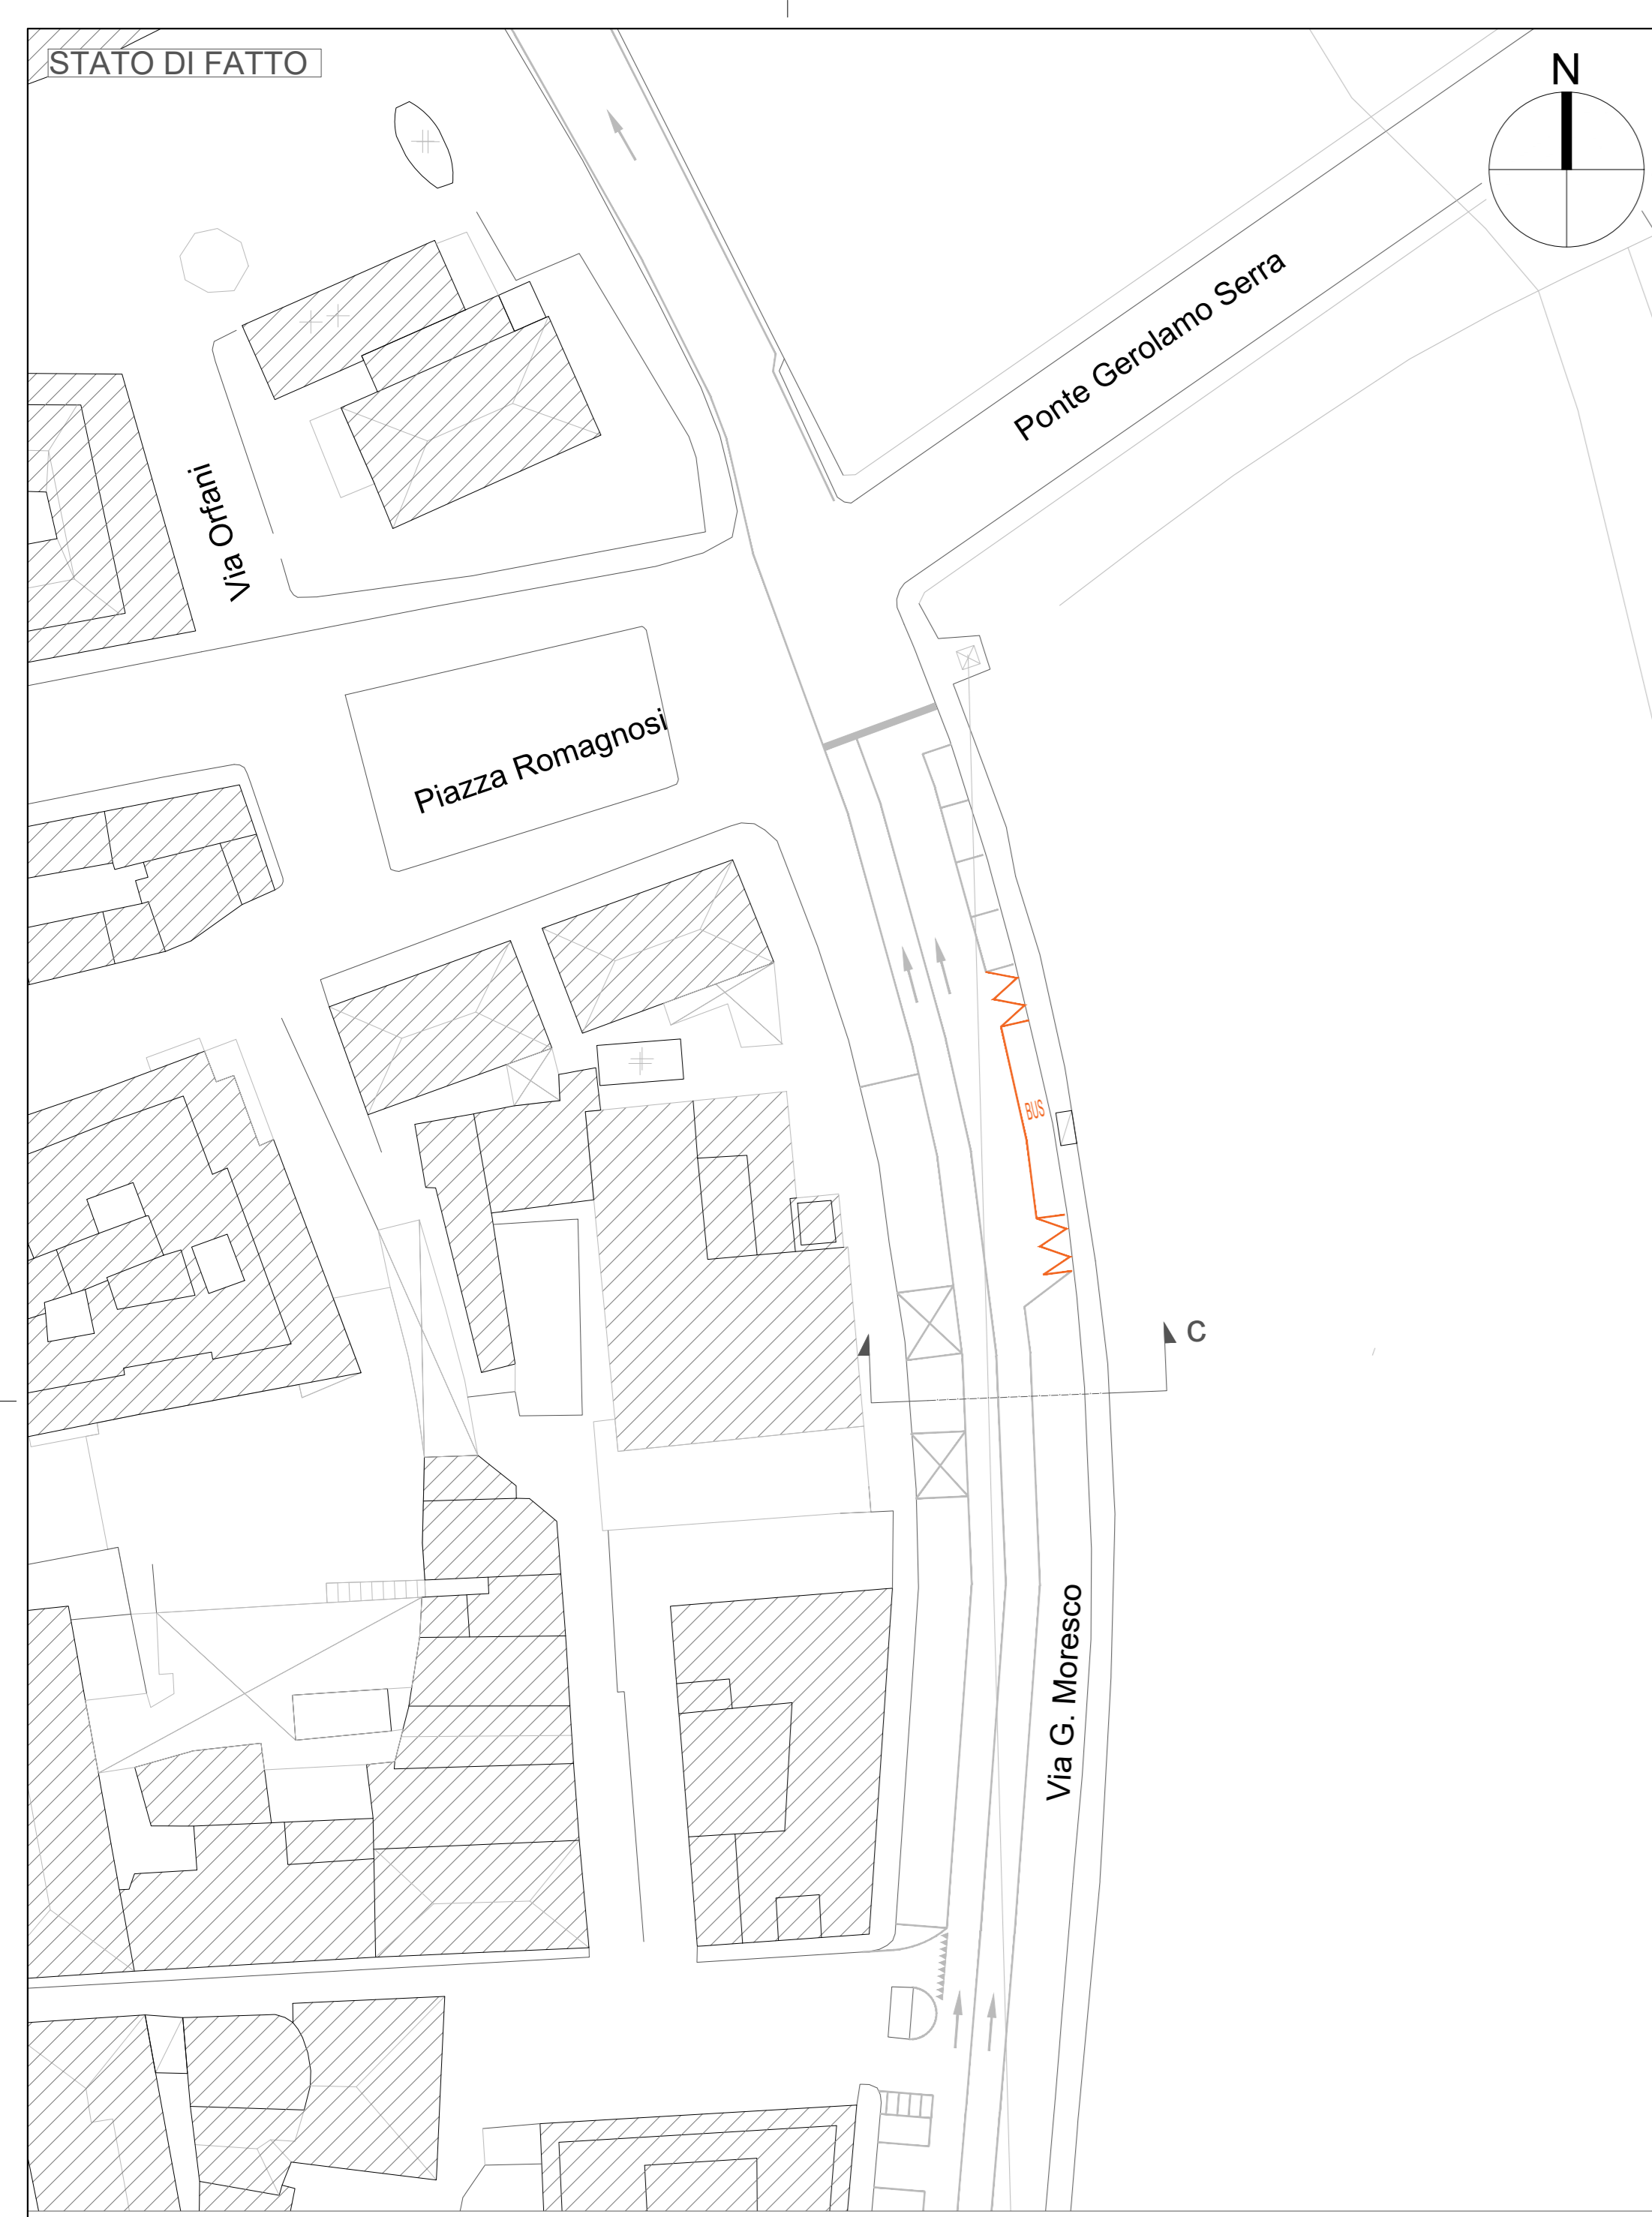 STATO DI FATTO
N
Ponte Gerolamo Serra
Via Orfani
Piazza Romagnosi
BUS
C
Via G. Moresco